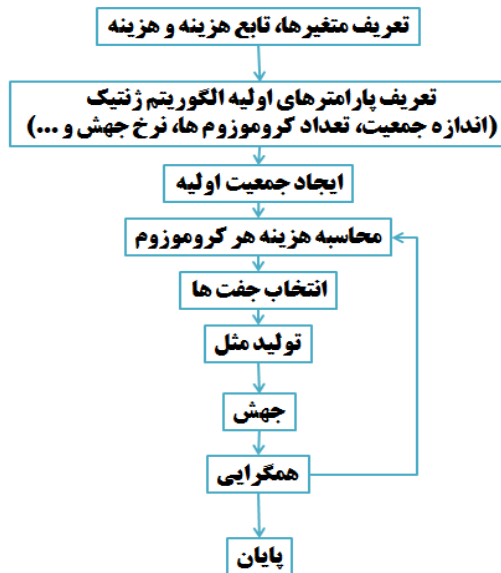 تعریف متغیرها، تابع هزینه و هزینه
تعریف پارامترهای اولیه الگوریتم ژنتیک
(اندازه جمعیت، تعداد کروموزوم ها، نرخ جهش و ...)
ایجاد جمعیت اولیه
محاسبه هزینه هر کروموزوم
انتخاب جفت ها
تولید مثل
جهش
همگرایی
پایان